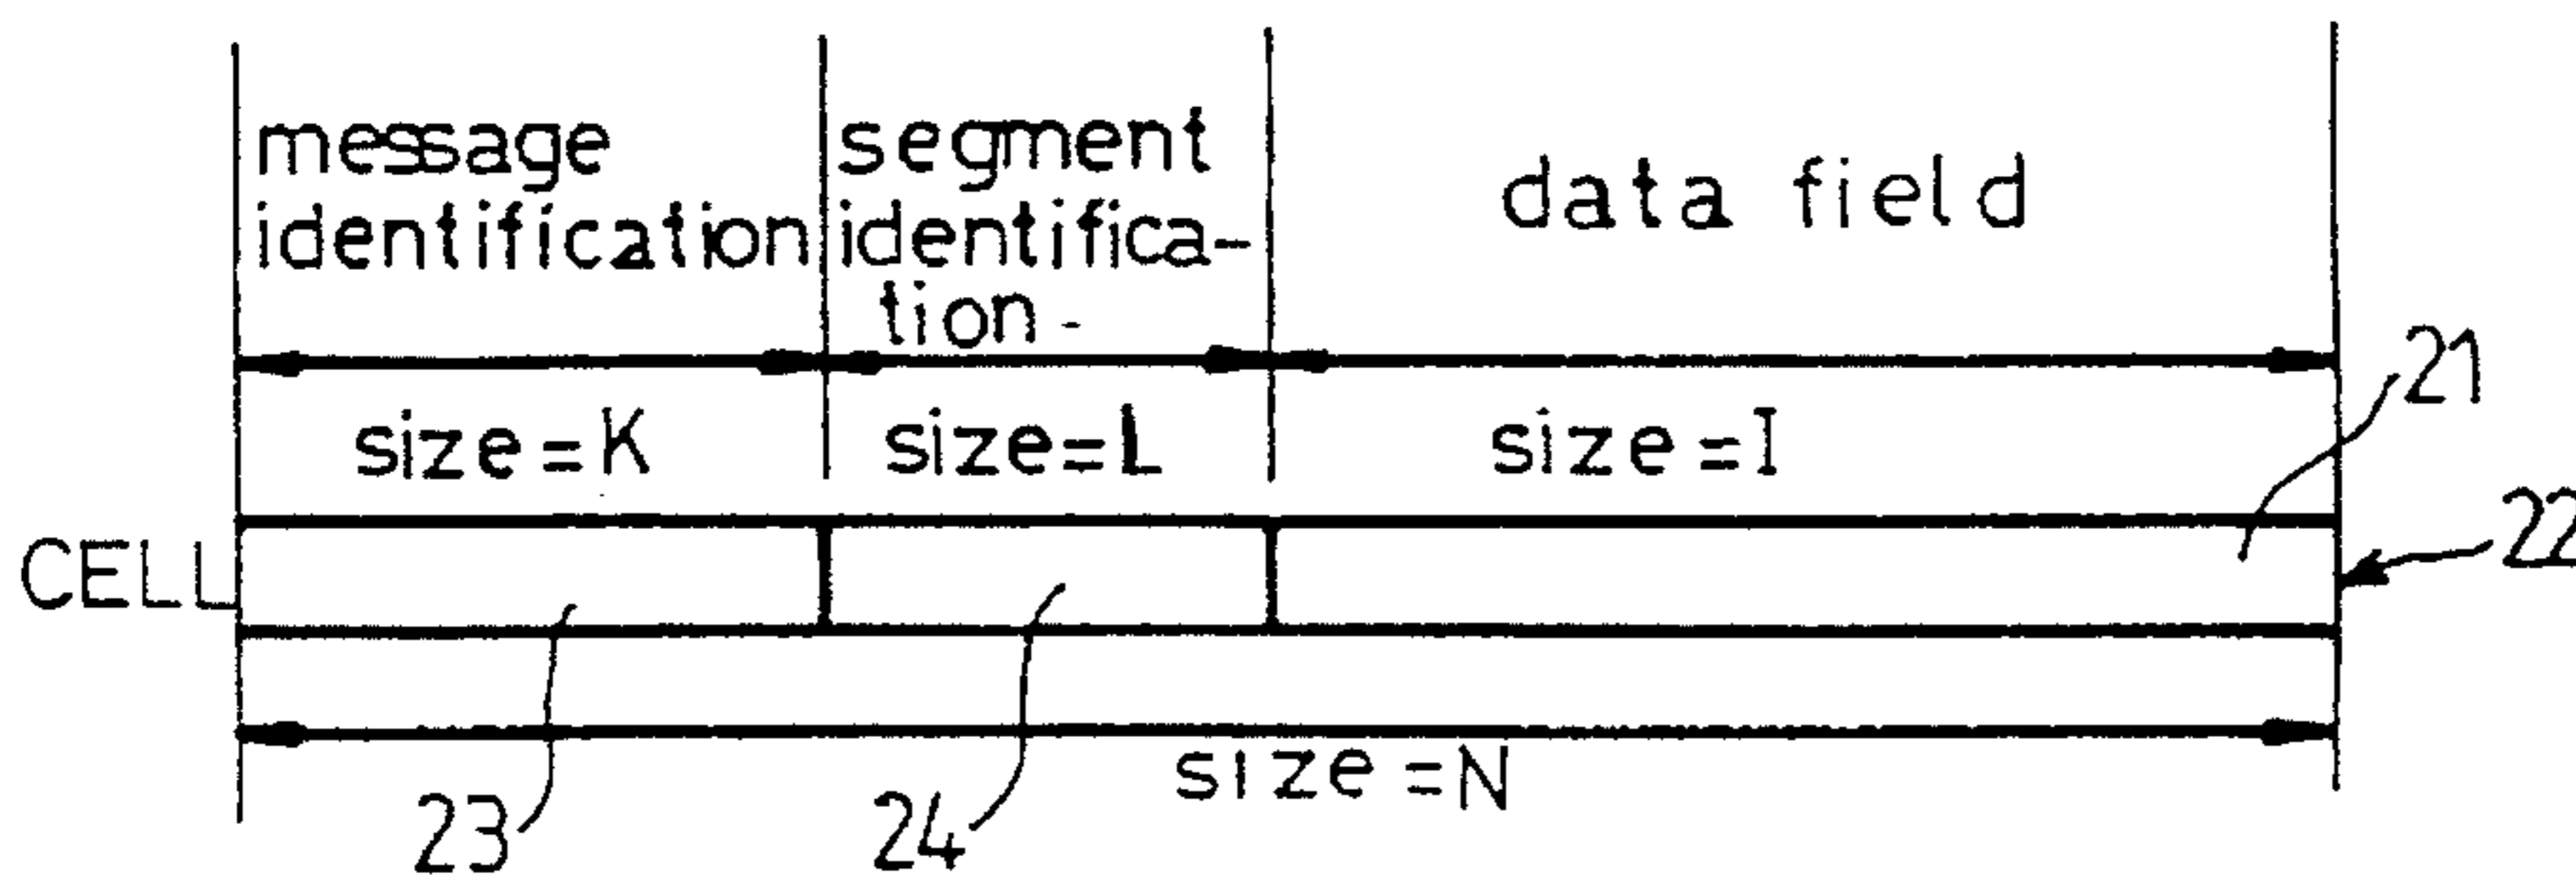 message
identification
segment
identifica-
tion
data field
size=K
size=L
size=I
21
CELL
22
size=N
23
24